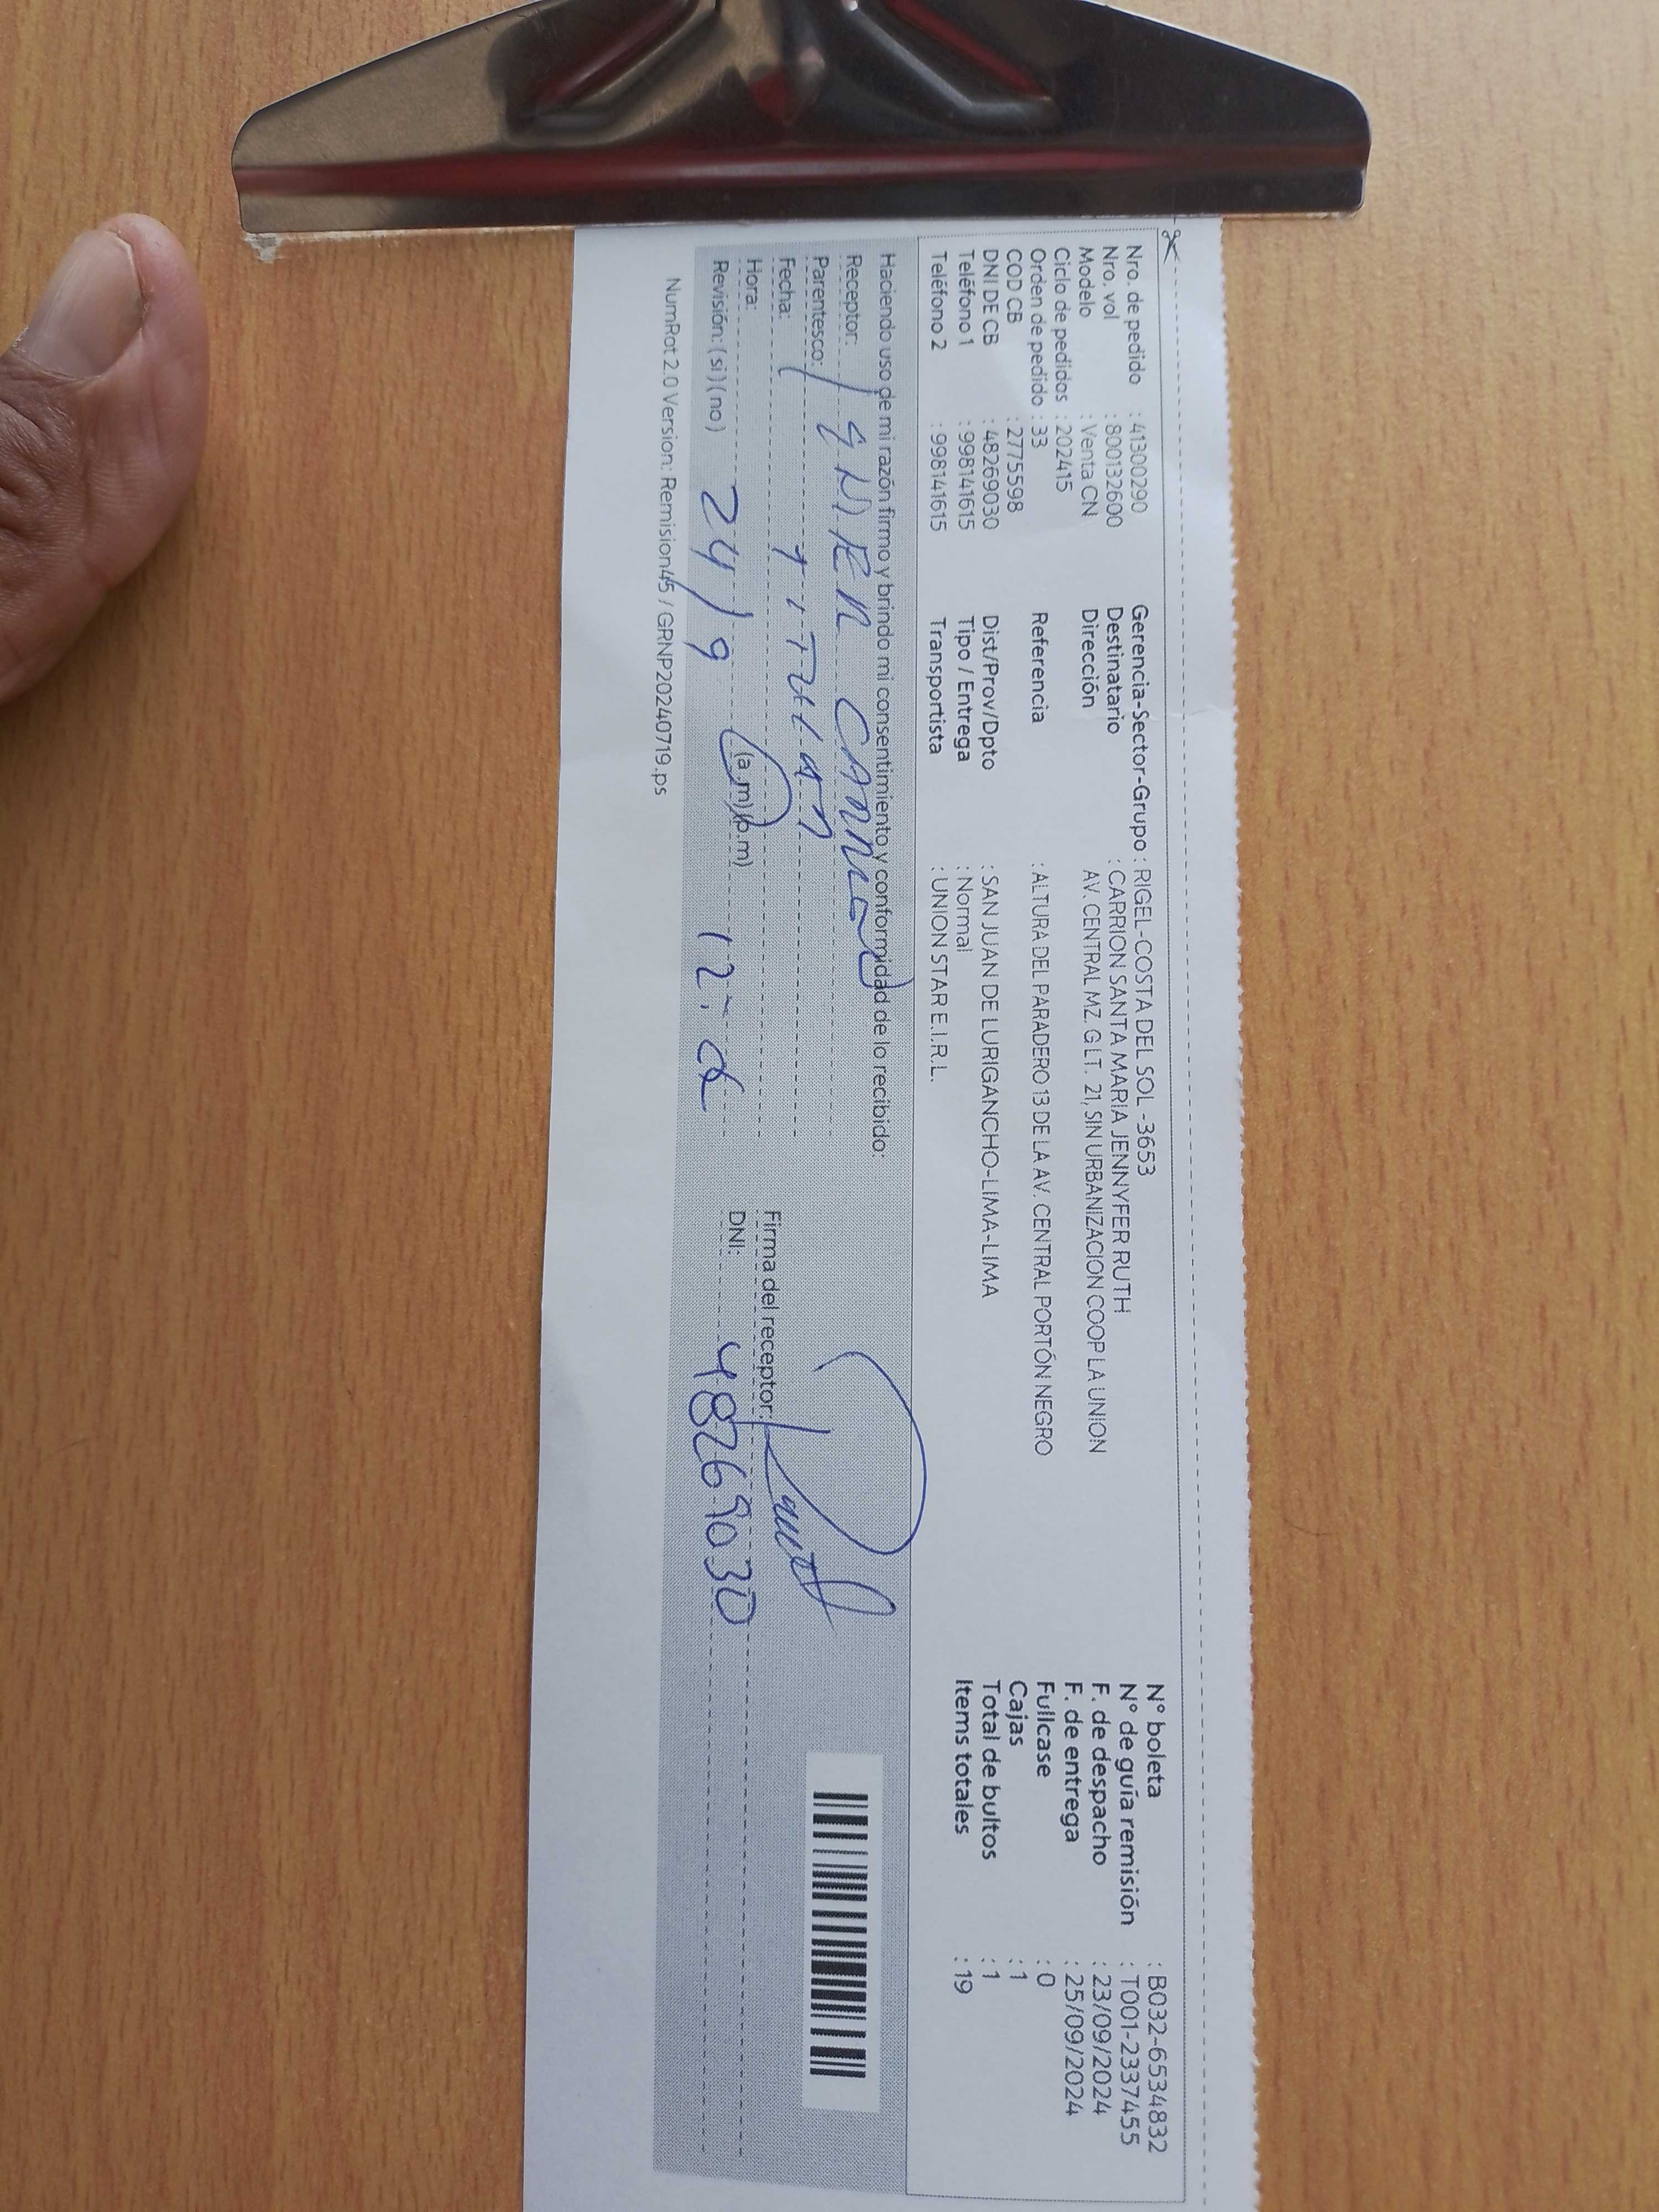 Nro. de pedido : 41300290
Nro. vol : 800132600
Modelo : Venta CN
Ciclo de pedidos : 202415
Orden de pedido : 33
COD CB : 2775598
DNI DE CB : 48269030
Teléfono 1 : 998141615
Teléfono 2 : 998141615
Gerencia-Sector-Grupo : RIGEL-COSTA DEL SOL -3653
Destinatario : CARRION SANTA MARIA JENNYFER RUTH
Dirección AV. CENTRAL MZ. G LT. 21, SIN URBANIZACION COOP LA UNION
Referencia : ALTURA DEL PARADERO 13 DE LA AV. CENTRAL PORTÓN NEGRO
Dist/Prov/Dpto : SAN JUAN DE LURIGANCHO-LIMA-LIMA
Tipo / Entrega : Normal
Transportista : UNION STAR E.I.R.L.
N° boleta : B032-6534832
N° de guía remisión : T001-2337455
F. de despacho : 23/09/2024
F. de entrega : 25/09/2024
Fullcase : 0
Cajas : 1
Total de bultos : 1
Items totales : 19
Haciendo uso de mi razón firmo y brindo mi consentimiento y conformidad de lo recibido:
Receptor:
Parentesco:
Fecha:
Hora: (a.m)(p.m)
Revisión: (si) (no) 24/9
Firma del receptor:
DNI: 48269030
NumRot 2.0 Version: Remision45 / GRNP20240719.ps